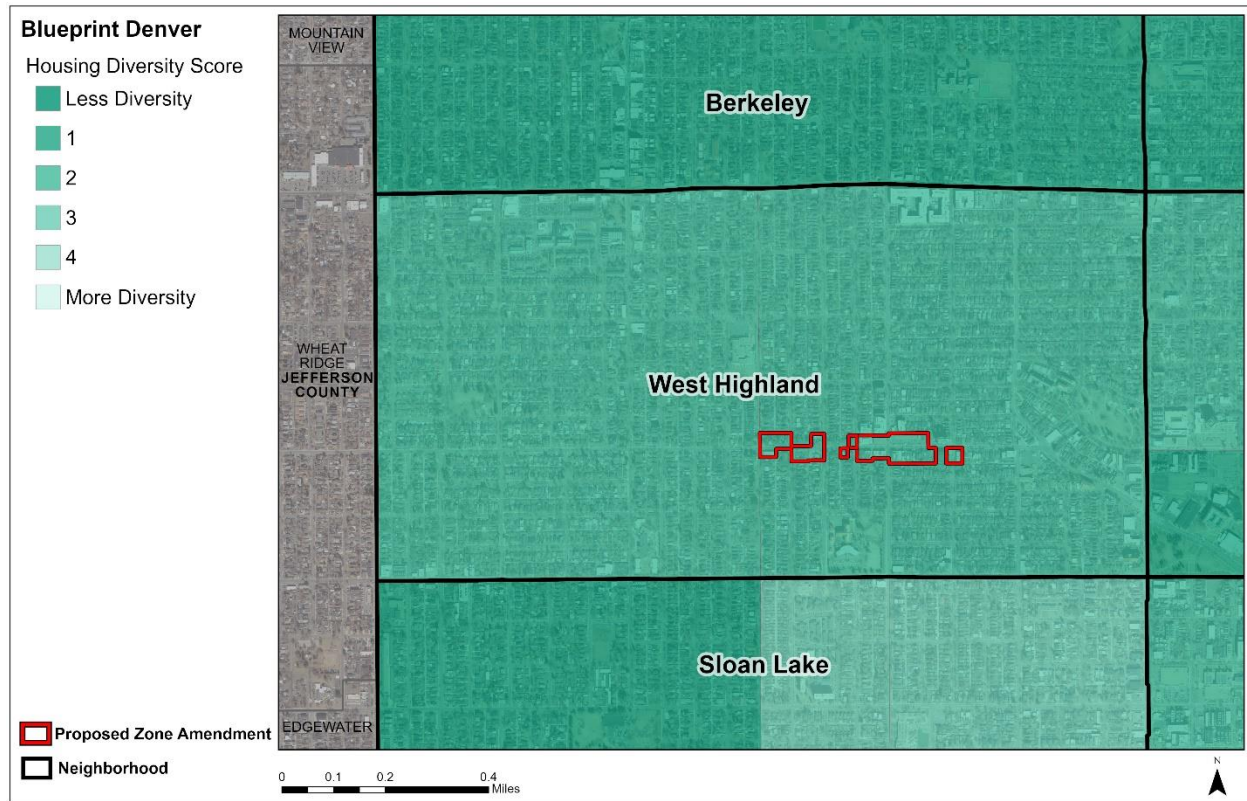 Blueprint Denver
Housing Diversity Score
Less Diversity
1
2
3
4
More Diversity
Proposed Zone Amendment
Neighborhood
MOUNTAIN
VIEW
Berkeley
WHEAT
RIDGE
JEFFERSON
COUNTY
West Highland
Sloan Lake
EDGEWATER
0 0.1 0.2 0.4
Miles
N